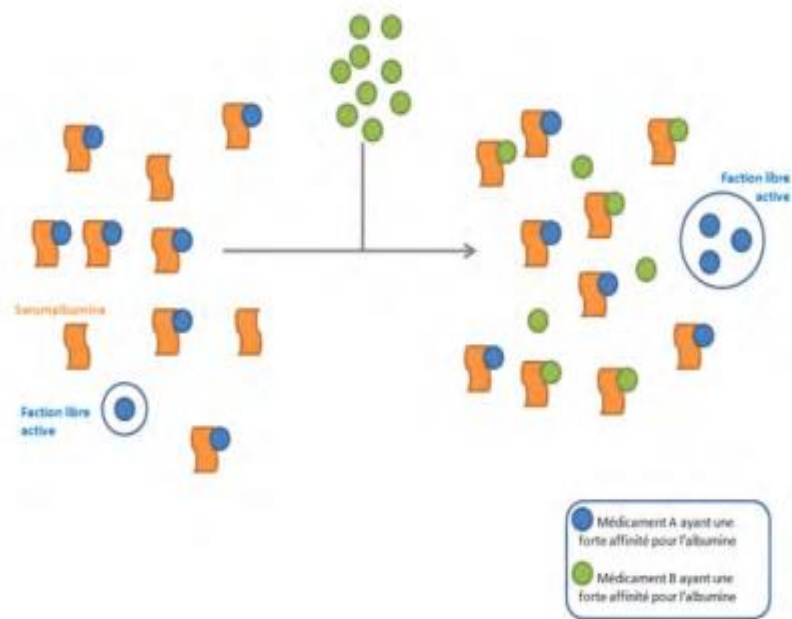 Faction libre
active
Serumalbumine
Faction libre
active
Médicament A ayant une
forte affinité pour l'albumine
Médicament B ayant une
forte affinité pour l'albumine